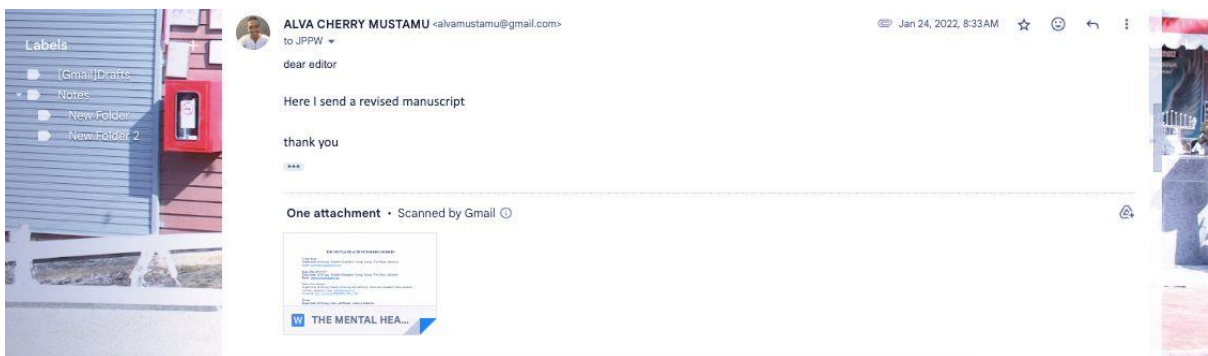 Labels
+
[Gmail]Drafts
Notes
New Folder
New Folder 2
ALVA CHERRY MUSTAMU <alvamustamu@gmail.com>
Jan 24, 2022, 8:33 AM
to JPPW
dear editor
Here I send a revised manuscript
thank you
•••
One attachment • Scanned by Gmail
W THE MENTAL HEA...